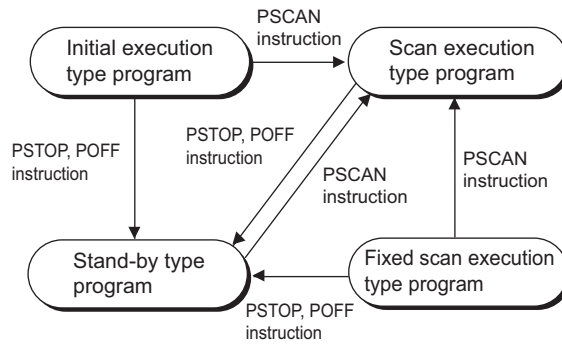 PSCAN
instruction
Initial execution
type program
Scan execution
type program
PSTOP, POFF
instruction
PSTOP, POFF
instruction
PSCAN
instruction
PSCAN
instruction
Stand-by type
program
Fixed scan execution
type program
PSTOP, POFF
instruction